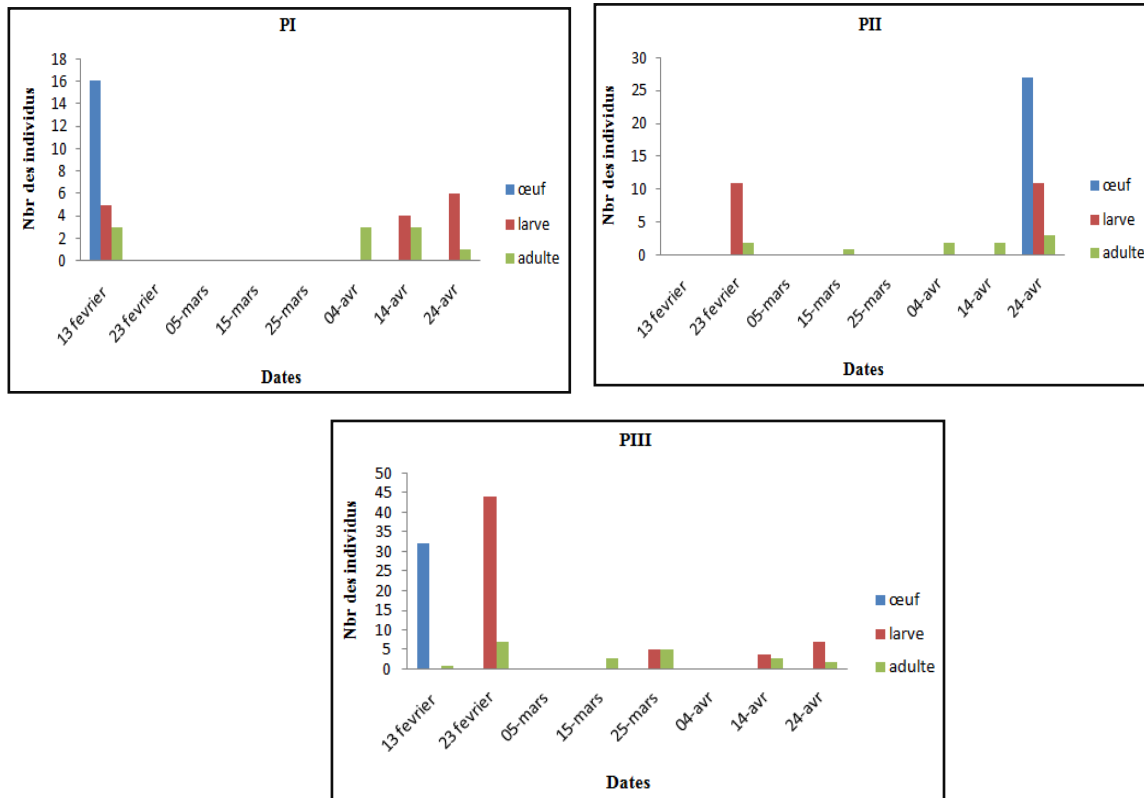 PI
Nbr des individus
18
16
14
12
10
8
6
4
2
0
13 fevrier
23 fevrier
05-mars
15-mars
25-mars
04-avr
14-avr
24-avr
Dates
œuf
larve
adulte
PII
Nbr des individus
30
25
20
15
10
5
0
13 fevrier
23 fevrier
05-mars
15-mars
25-mars
04-avr
14-avr
24-avr
Dates
œuf
larve
adulte
PIII
Nbr des individus
50
45
40
35
30
25
20
15
10
5
0
13 fevrier
23 fevrier
05-mars
15-mars
25-mars
04-avr
14-avr
24-avr
Dates
œuf
larve
adulte